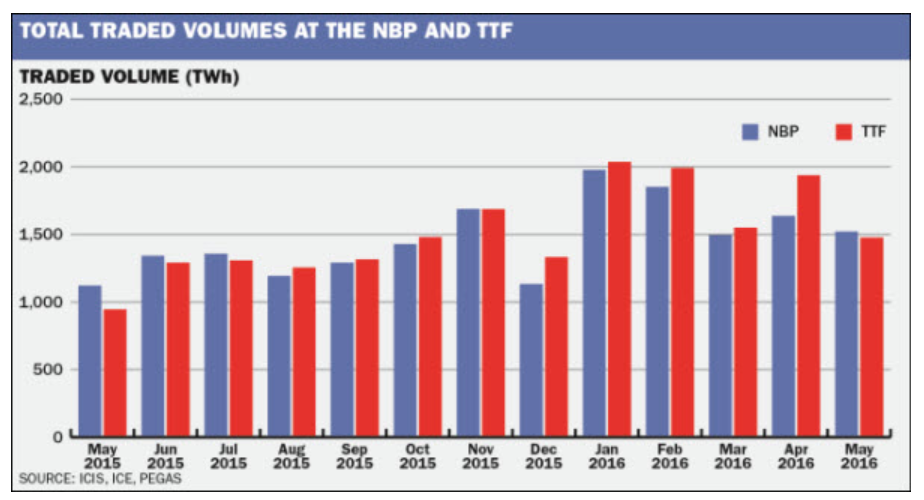 TOTAL TRADED VOLUMES AT THE NBP AND TTF
TRADED VOLUME (TWh)
2,500
NBP TTF
2,000
1,500
1,000
500
0
May Jun Jul Aug Sep Oct Nov Dec Jan Feb Mar Apr May
2015 2015 2015 2015 2015 2015 2015 2015 2016 2016 2016 2016 2016
SOURCE: ICIS, ICE, PEGAS